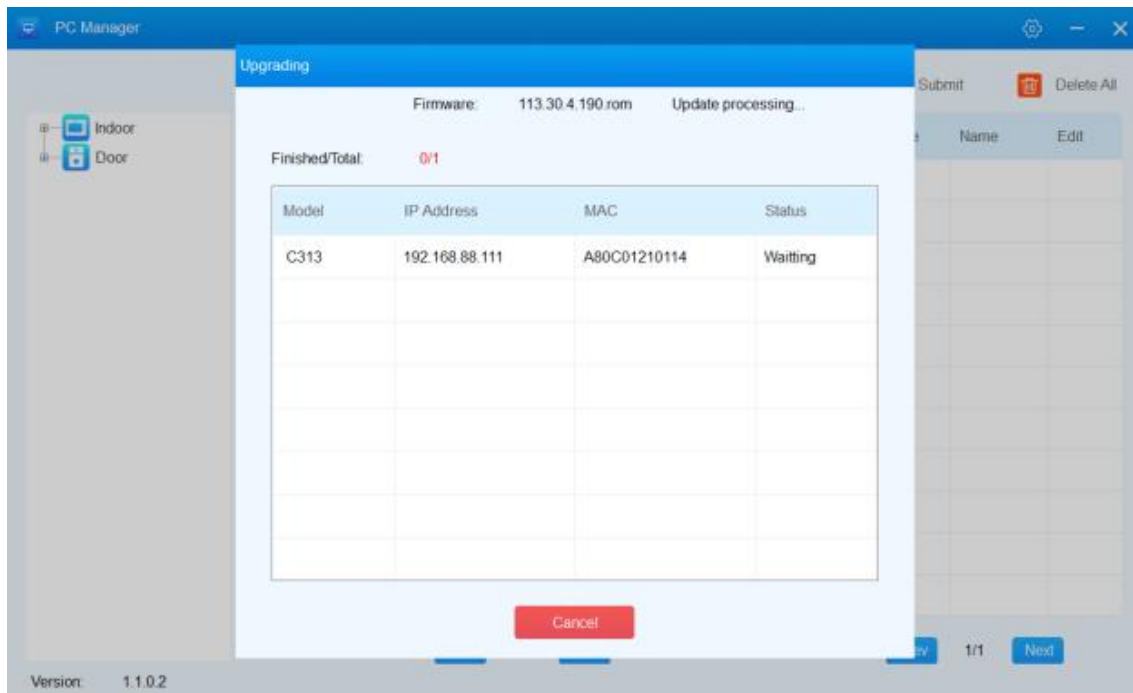 PC Manager
Upgrading
Submit
Delete All
Firmware: 113.30.4.190.rom Update processing...
Indoor
Door
Name Edit
Finished/Total: 0/1
Model IP Address MAC Status
C313 192.168.88.111 A80C01210114 Waitting
Cancel
1/1 Next
Version: 1.1.0.2